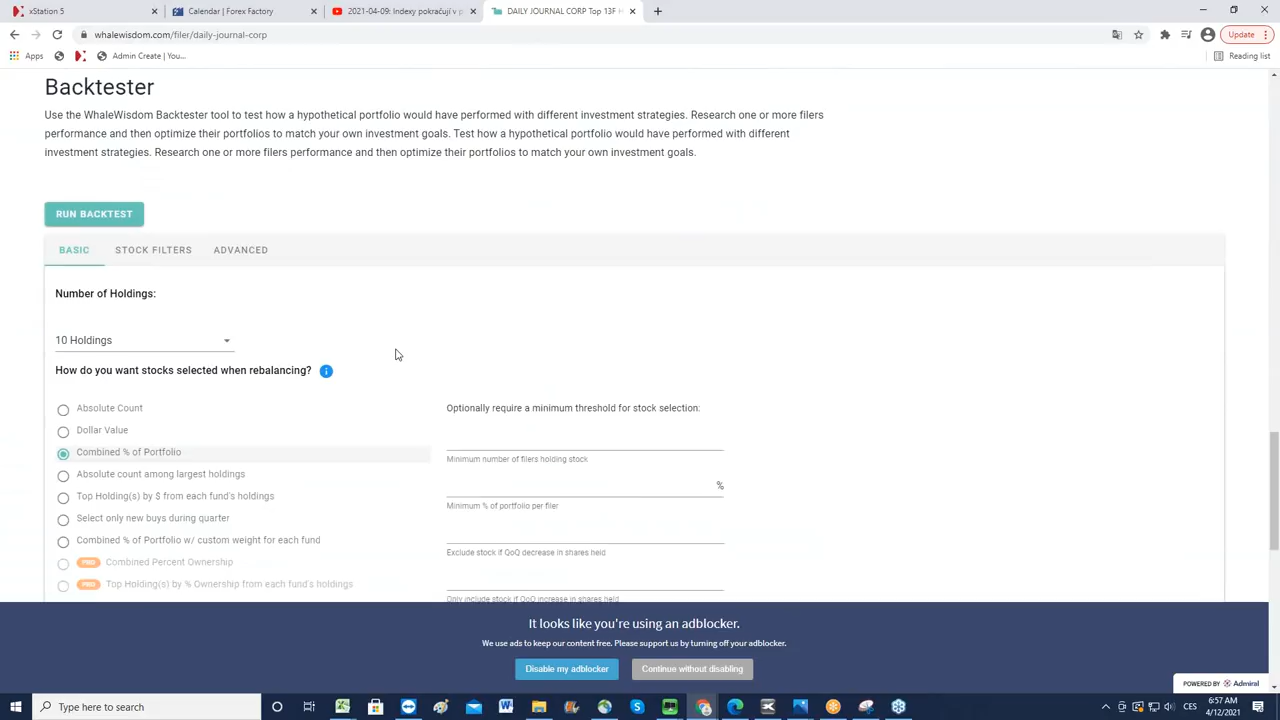 xStation 5
Calendar | Forex Factory
2021-04-09: Indexy pokračují v p
DAILY JOURNAL CORP Top 13F H
whalewisdom.com/filer/daily-journal-corp
Update
Apps
Admin Create | You...
Reading list
Backtester
Use the WhaleWisdom Backtester tool to test how a hypothetical portfolio would have performed with different investment strategies. Research one or more filers
performance and then optimize their portfolios to match your own investment goals. Test how a hypothetical portfolio would have performed with different
investment strategies. Research one or more filers performance and then optimize their portfolios to match your own investment goals.
RUN BACKTEST
BASIC
STOCK FILTERS
ADVANCED
Number of Holdings:
10 Holdings
How do you want stocks selected when rebalancing?
Absolute Count
Optionally require a minimum threshold for stock selection:
Dollar Value
Combined % of Portfolio
Minimum number of filers holding stock
Absolute count among largest holdings
%
Top Holding(s) by $ from each fund's holdings
Minimum % of portfolio per filer
Select only new buys during quarter
Combined % of Portfolio w/ custom weight for each fund
Exclude stock if QoQ decrease in shares held
PRO Combined Percent Ownership
PRO Top Holding(s) by % Ownership from each fund's holdings
Only include stock if QoQ increase in shares held
It looks like you're using an adblocker.
We use ads to keep our content free. Please support us by turning off your adblocker.
Disable my adblocker
Continue without disabling
POWERED BY Admiral
Type here to search
CES
6:57 AM
4/12/2021